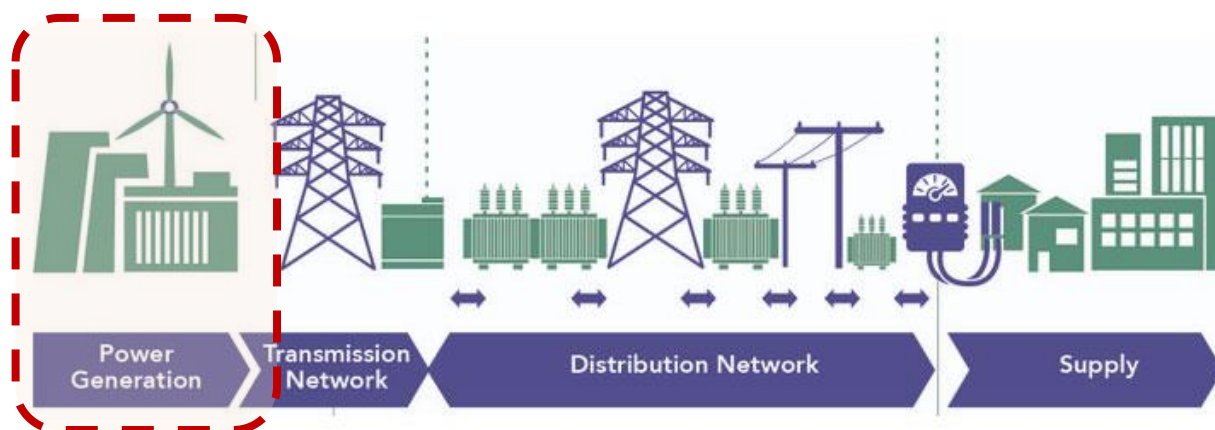 Power
Generation
Transmission
Network
Distribution Network
Supply